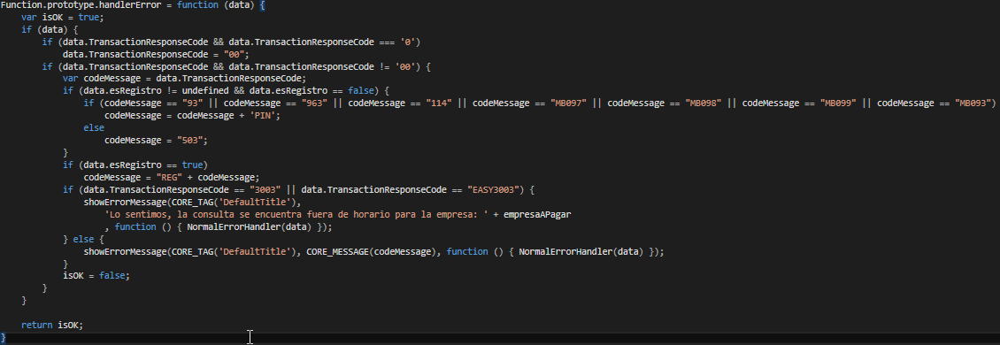 Function.prototype.handlerError = function (data) {
    var isOK = true;
    if (data) {
        if (data.TransactionResponseCode && data.TransactionResponseCode === '0')
            data.TransactionResponseCode = "00";
        if (data.TransactionResponseCode && data.TransactionResponseCode != '00') {
            var codeMessage = data.TransactionResponseCode;
            if (data.esRegistro != undefined && data.esRegistro == false) {
                if (codeMessage == "93" || codeMessage == "963" || codeMessage == "114" || codeMessage == "MB097" || codeMessage == "MB098" || codeMessage == "MB099" || codeMessage == "MB093")
                    codeMessage = codeMessage + 'PIN';
                else
                    codeMessage = "503";
            }
            if (data.esRegistro == true)
                codeMessage = "REG" + codeMessage;
            if (data.TransactionResponseCode == "3003" || data.TransactionResponseCode == "EASY3003") {
                showErrorMessage(CORE_TAG('DefaultTitle'),
                    'Lo sentimos, la consulta se encuentra fuera de horario para la empresa: ' + empresaAPagar
                    , function () { NormalErrorHandler(data) });
            } else {
                showErrorMessage(CORE_TAG('DefaultTitle'), CORE_MESSAGE(codeMessage), function () { NormalErrorHandler(data) });
            }
            isOK = false;
        }
    }
    return isOK;
}